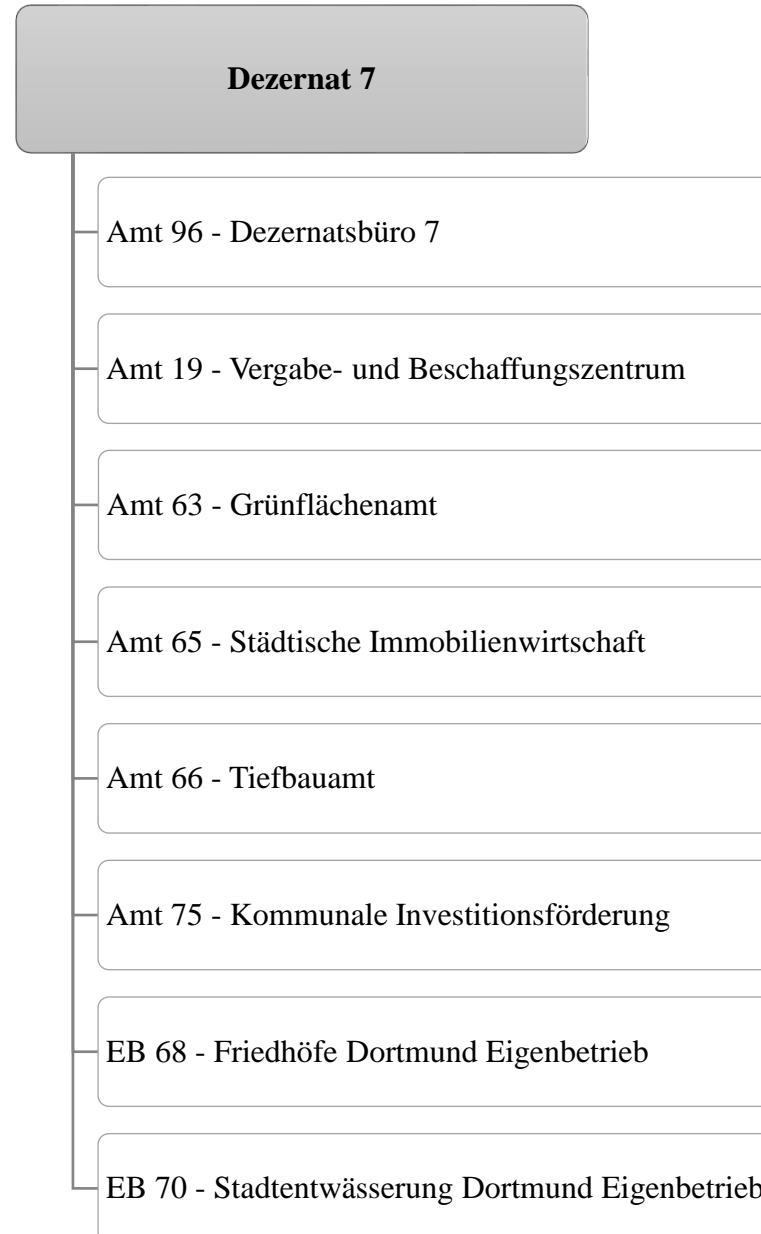 Dezernat 7
Amt 96 - Dezernatsbüro 7
Amt 19 - Vergabe- und Beschaffungszentrum
Amt 63 - Grünflächenamt
Amt 65 - Städtische Immobilienwirtschaft
Amt 66 - Tiefbauamt
Amt 75 - Kommunale Investitionsförderung
EB 68 - Friedhöfe Dortmund Eigenbetrieb
EB 70 - Stadtentwässerung Dortmund Eigenbetrieb